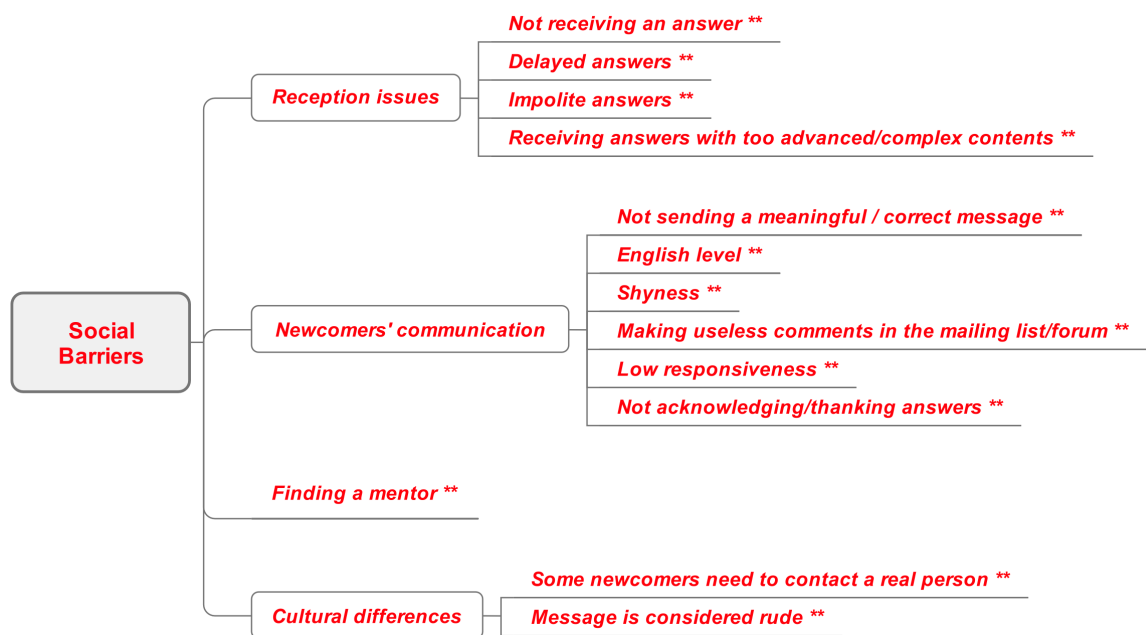 Not receiving an answer **
Delayed answers **
Reception issues
Impolite answers **
Receiving answers with too advanced/complex contents **
Not sending a meaningful / correct message **
English level **
Shyness **
Social
Barriers
Newcomers' communication
Making useless comments in the mailing list/forum **
Low responsiveness **
Not acknowledging/thanking answers **
Finding a mentor **
Some newcomers need to contact a real person **
Cultural differences
Message is considered rude **